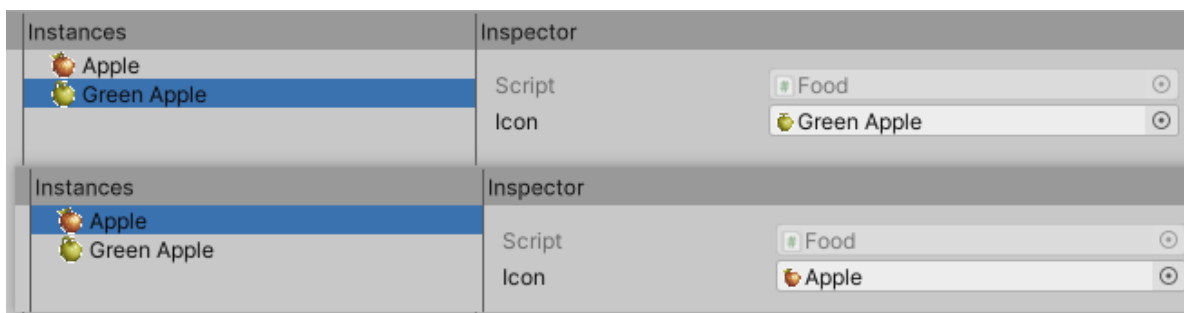 Instances Inspector
Apple
Green Apple
Script Food
Icon Green Apple
Instances Inspector
Apple
Green Apple
Script # Food
Icon Apple